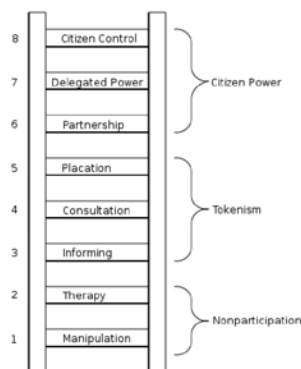 8 Citizen Control
7 Delegated Power Citizen Power
6 Partnership
5 Placation
4 Consultation Tokenism
3 Informing
2 Therapy
Nonparticipation
1 Manipulation